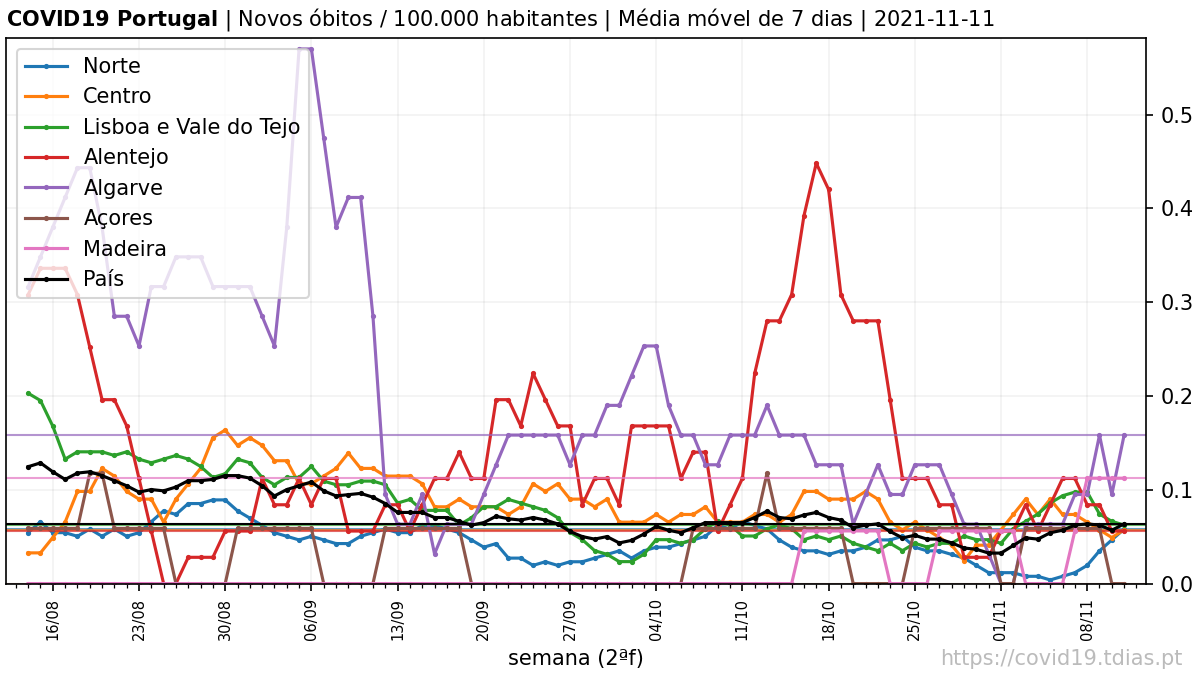 COVID19 Portugal | Novos óbitos / 100.000 habitantes | Média móvel de 7 dias | 2021-11-11
Norte
Centro
Lisboa e Vale do Tejo
Alentejo
Algarve
Açores
Madeira
País
0.5
0.4
0.3
0.2
0.1
0.0
16/08
23/08
30/08
06/09
13/09
20/09
27/09
04/10
11/10
18/10
25/10
01/11
08/11
semana (2ªf)
https://covid19.tdias.pt